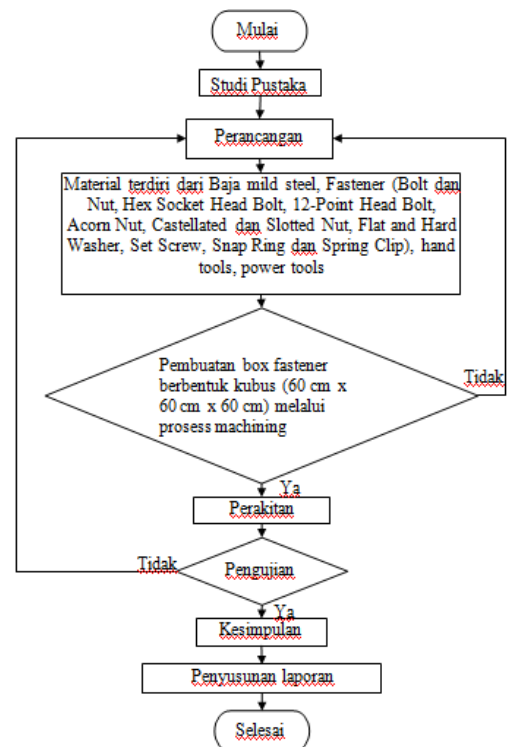 Mulai
Studi Pustaka
Perancangan
Material terdiri dari Baja mild steel, Fastener (Bolt dan
Nut, Hex Socket Head Bolt, 12-Point Head Bolt,
Acorn Nut, Castellated dan Slotted Nut, Flat and Hard
Washer, Set Screw, Snap Ring dan Spring Clip), hand
tools, power tools
Pembuatan box fastener
berbentuk kubus (60 cm x
60 cm x 60 cm) melalui
prosess machining
Tidak
Ya
Perakitan
Tidak
Pengujian
Ya
Kesimpulan
Penyusunan laporan
Selesai